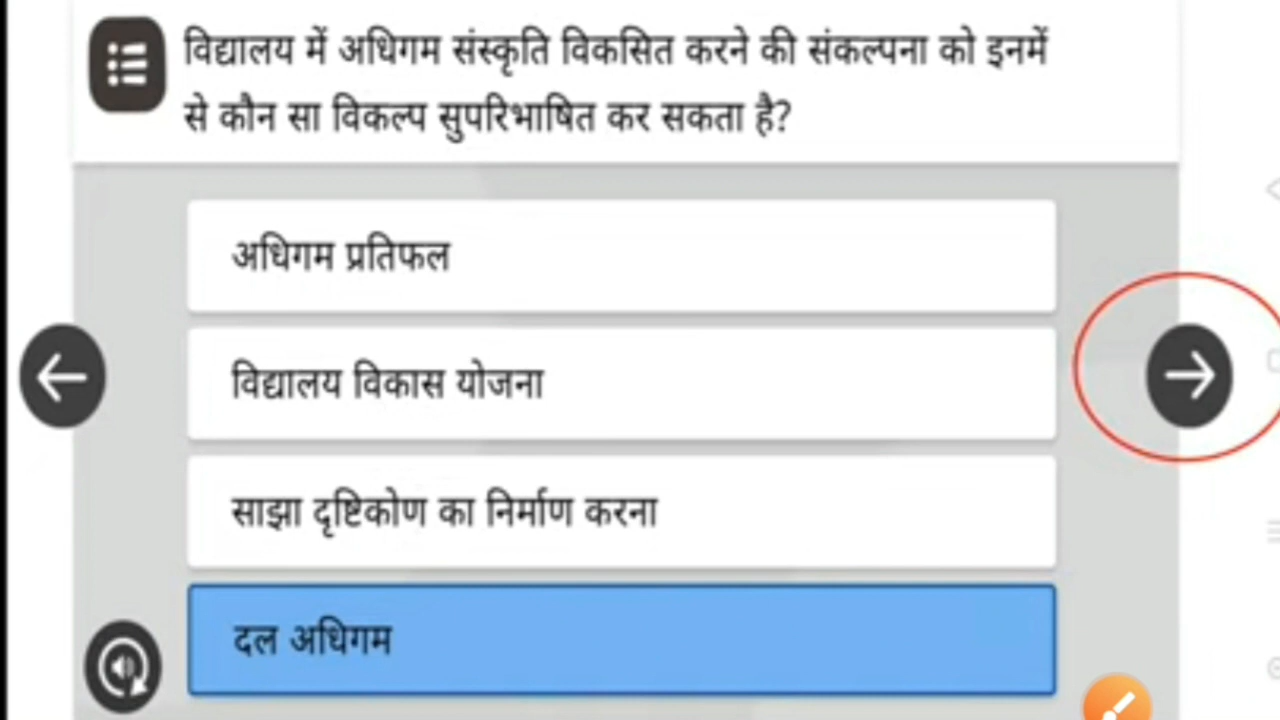 विद्यालय में अधिगम संस्कृति विकसित करने की संकल्पना को इनमें
से कौन सा विकल्प सुपरिभाषित कर सकता है?
अधिगम प्रतिफल
विद्यालय विकास योजना
साझा दृष्टिकोण का निर्माण करना
दल अधिगम